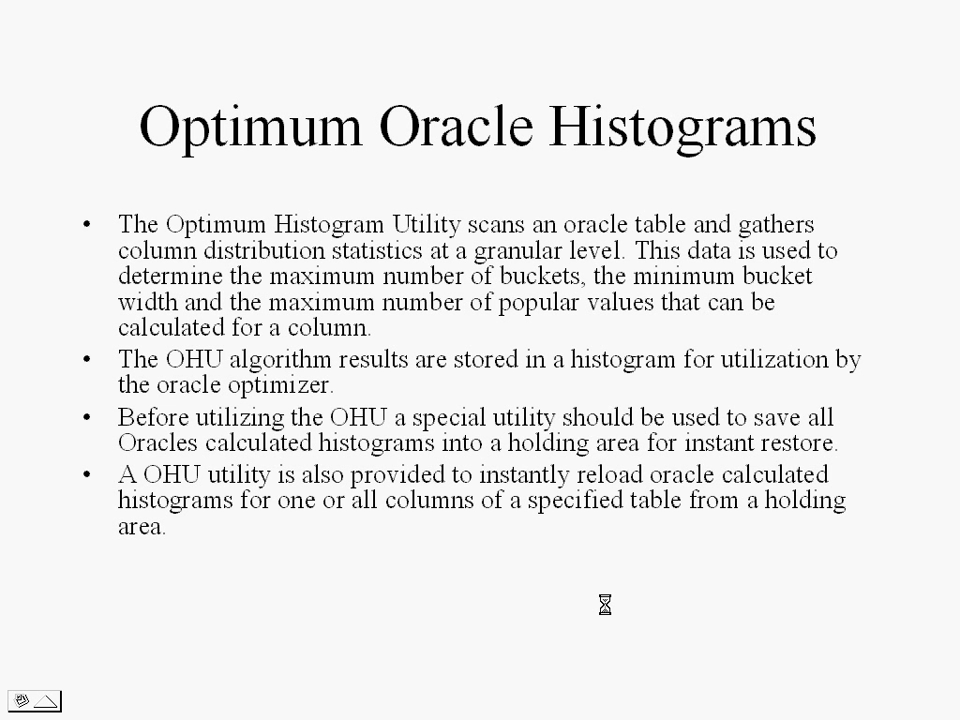 Optimum Oracle Histograms
• The Optimum Histogram Utility scans an oracle table and gathers
column distribution statistics at a granular level. This data is used to
determine the maximum number of buckets, the minimum bucket
width and the maximum number of popular values that can be
calculated for a column.
• The OHU algorithm results are stored in a histogram for utilization by
the oracle optimizer.
• Before utilizing the OHU a special utility should be used to save all
Oracles calculated histograms into a holding area for instant restore.
• A OHU utility is also provided to instantly reload oracle calculated
histograms for one or all columns of a specified table from a holding
area.